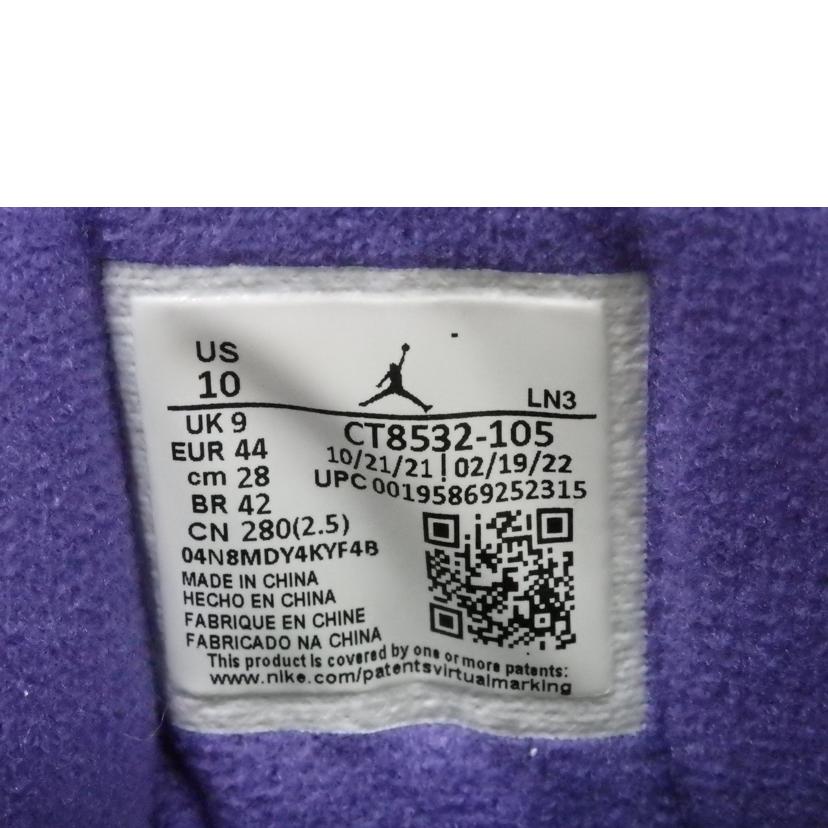 US
10
LN3
UK 9
EUR 44
cm 28
BR 42
CN 280(2.5)
04N8MDY4KYF4B
CT8532-105
10/21/21 | 02/19/22
UPC 00195869252315
MADE IN CHINA
HECHO EN CHINA
FABRIQUE EN CHINE
FABRICADO NA CHINA
This product is covered by one or more patents:
www.nike.com/patentsvirtualmarking